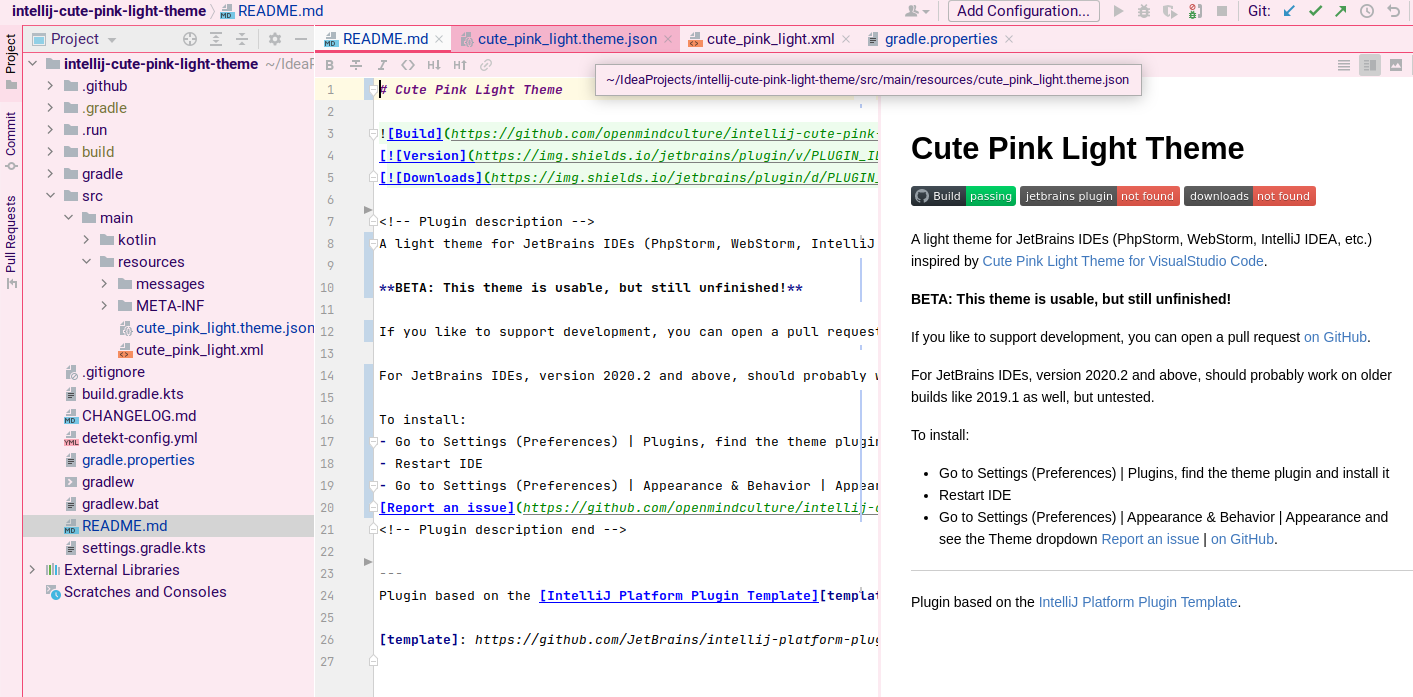 intellij-cute-pink-light-theme README.md
Add Configuration...
Git:
Project
Commit
Pull Requests
Project
intellij-cute-pink-light-theme ~/IdeaP
.github
.gradle
.run
build
gradle
src
main
kotlin
resources
messages
META-INF
cute_pink_light.theme.json
cute_pink_light.xml
.gitignore
build.gradle.kts
CHANGELOG.md
detekt-config.yml
gradle.properties
gradlew
gradlew.bat
README.md
settings.gradle.kts
External Libraries
Scratches and Consoles
README.md
cute_pink_light.theme.json
cute_pink_light.xml
gradle.properties
~/IdeaProjects/intellij-cute-pink-light-theme/src/main/resources/cute_pink_light.theme.json
B I <> H↓ H↑
1 # Cute Pink Light Theme
2
3 ![Build](https://github.com/openmindculture/intellij-cute-pink-
4 [![Version](https://img.shields.io/jetbrains/plugin/v/PLUGIN_ID
5 [![Downloads](https://img.shields.io/jetbrains/plugin/d/PLUGIN_
6
7 <!-- Plugin description -->
8 A light theme for JetBrains IDEs (PhpStorm, WebStorm, IntelliJ
9
10 **BETA: This theme is usable, but still unfinished!**
11
12 If you like to support development, you can open a pull request
13
14 For JetBrains IDEs, version 2020.2 and above, should probably w
15
16 To install:
17 - Go to Settings (Preferences) | Plugins, find the theme plugin
18 - Restart IDE
19 - Go to Settings (Preferences) | Appearance & Behavior | Appear
20 [Report an issue](https://github.com/openmindculture/intellij-c
21 <!-- Plugin description end -->
22
23 ---
24 Plugin based on the [IntelliJ Platform Plugin Template][templat
25
26 [template]: https://github.com/JetBrains/intellij-platform-plug
27
Cute Pink Light Theme
Build passing jetbrains plugin not found downloads not found
A light theme for JetBrains IDEs (PhpStorm, WebStorm, IntelliJ IDEA, etc.)
inspired by Cute Pink Light Theme for VisualStudio Code.
BETA: This theme is usable, but still unfinished!
If you like to support development, you can open a pull request on GitHub.
For JetBrains IDEs, version 2020.2 and above, should probably work on older
builds like 2019.1 as well, but untested.
To install:
• Go to Settings (Preferences) | Plugins, find the theme plugin and install it
• Restart IDE
• Go to Settings (Preferences) | Appearance & Behavior | Appearance and
see the Theme dropdown Report an issue | on GitHub.
Plugin based on the IntelliJ Platform Plugin Template.